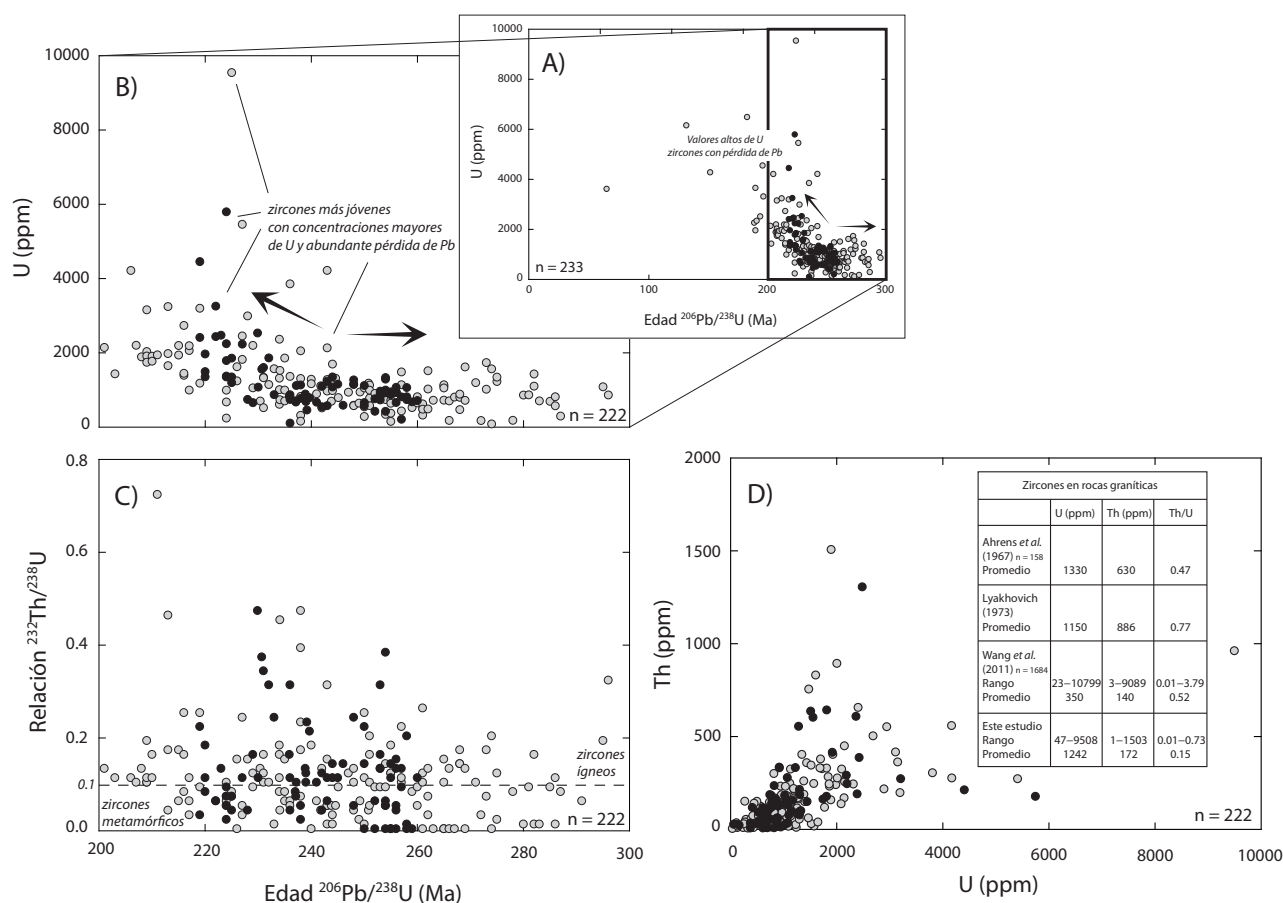 A)
10000
8000
6000
4000
2000
0
U (ppm)
Valores altos de U
zircones con pérdida de Pb
n = 233
0
100
200
300
Edad 206Pb/238U (Ma)
B)
10000
8000
6000
4000
2000
0
U (ppm)
zircones más jóvenes
con concentraciones mayores
de U y abundante pérdida de Pb
n = 222
C)
0.8
0.6
0.4
0.2
0.1
0.0
Relación 232Th/238U
zircones
ígneos
zircones
metamórficos
n = 222
200
220
240
260
280
300
Edad 206Pb/238U (Ma)
D)
2000
1500
1000
500
0
Th (ppm)
Zircones en rocas graníticas
U (ppm) Th (ppm) Th/U
Ahrens et al.
(1967) n = 158
Promedio 1330 630 0.47
Lyakhovich
(1973)
Promedio 1150 886 0.77
Wang et al.
(2011) n = 1684
Rango 23–10799 3–9089 0.01–3.79
Promedio 350 140 0.52
Este estudio
Rango 47–9508 1–1503 0.01–0.73
Promedio 1242 172 0.15
n = 222
0
2000
4000
6000
8000
10000
U (ppm)